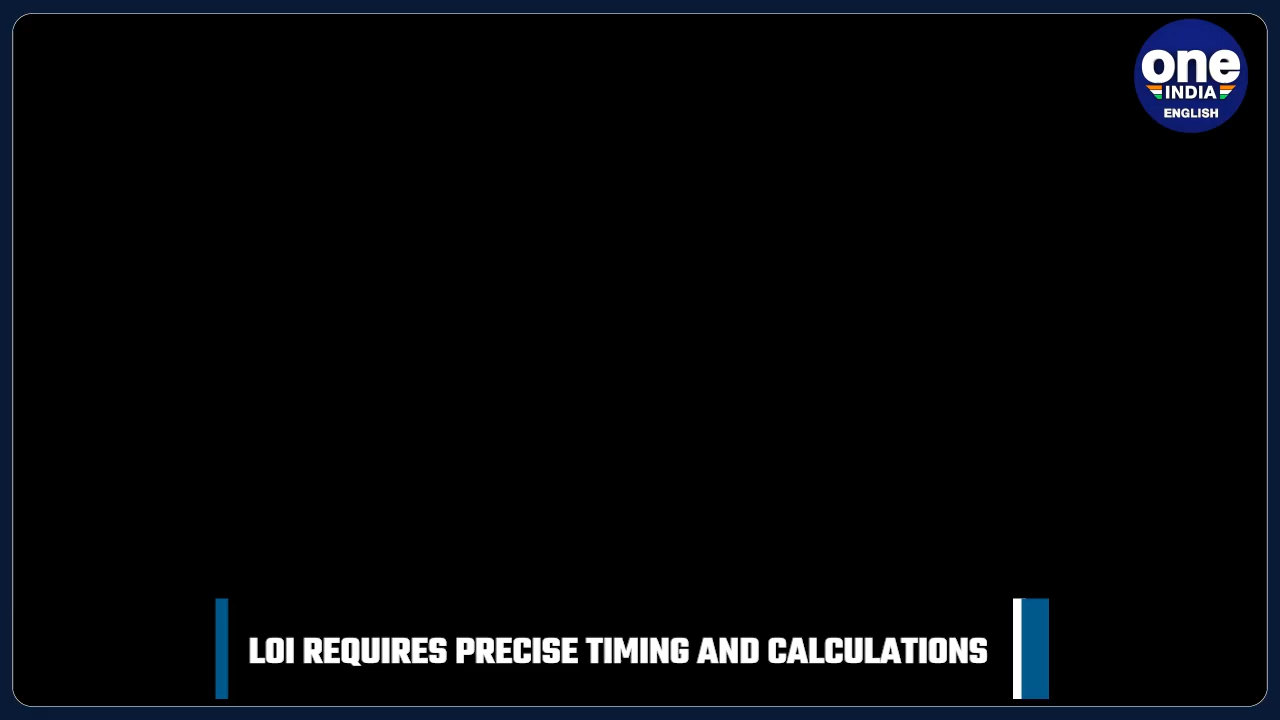 one
INDIA
ENGLISH
LOI REQUIRES PRECISE TIMING AND CALCULATIONS